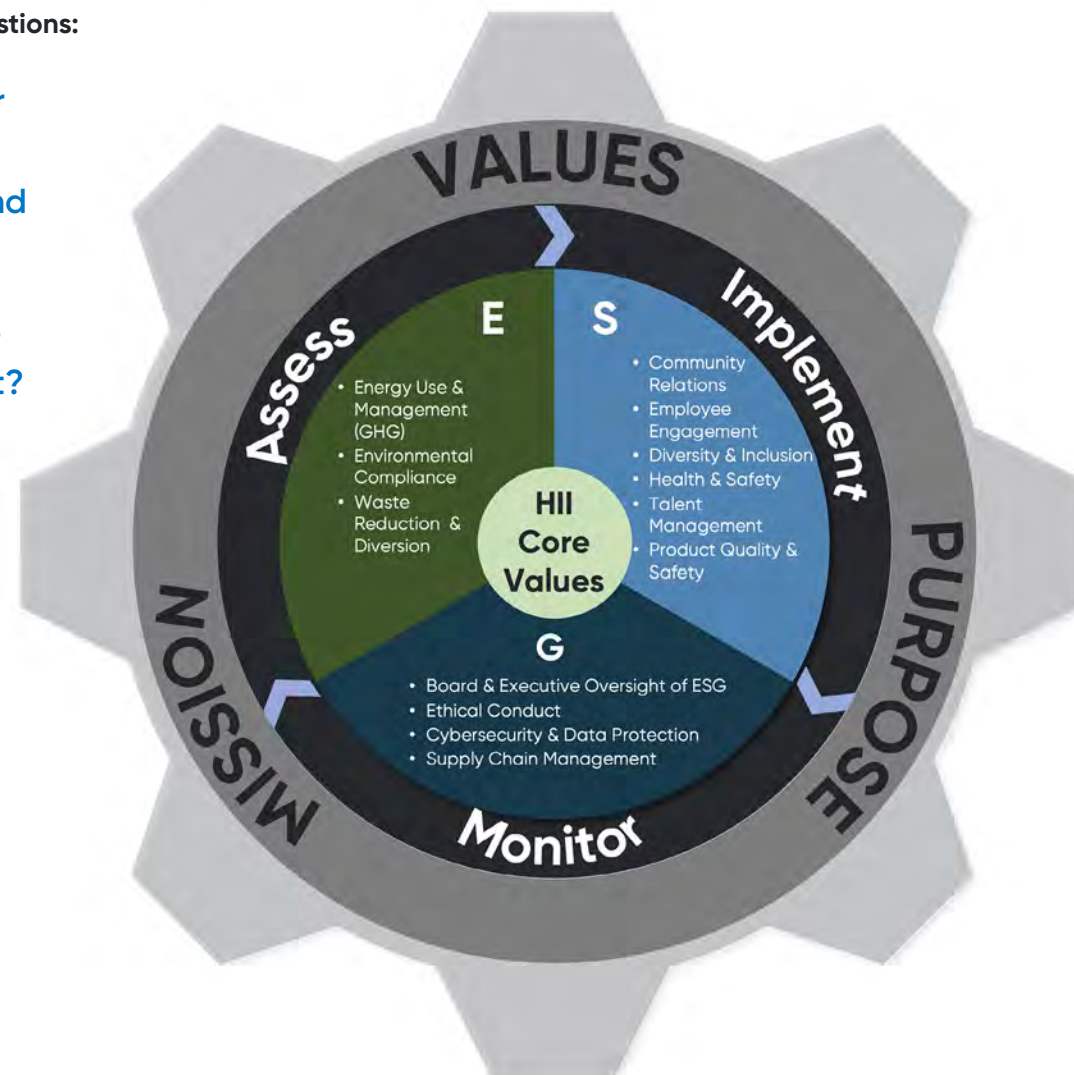 stions:
r
nd
t?
VALUES
Assess
Implement
E
• Energy Use &
Management
(GHG)
• Environmental
Compliance
• Waste
Reduction &
Diversion
S
• Community
Relations
• Employee
Engagement
• Diversity & Inclusion
• Health & Safety
• Talent
Management
• Product Quality &
Safety
HII
Core
Values
G
• Board & Executive Oversight of ESG
• Ethical Conduct
• Cybersecurity & Data Protection
• Supply Chain Management
MISSION
PURPOSE
Monitor